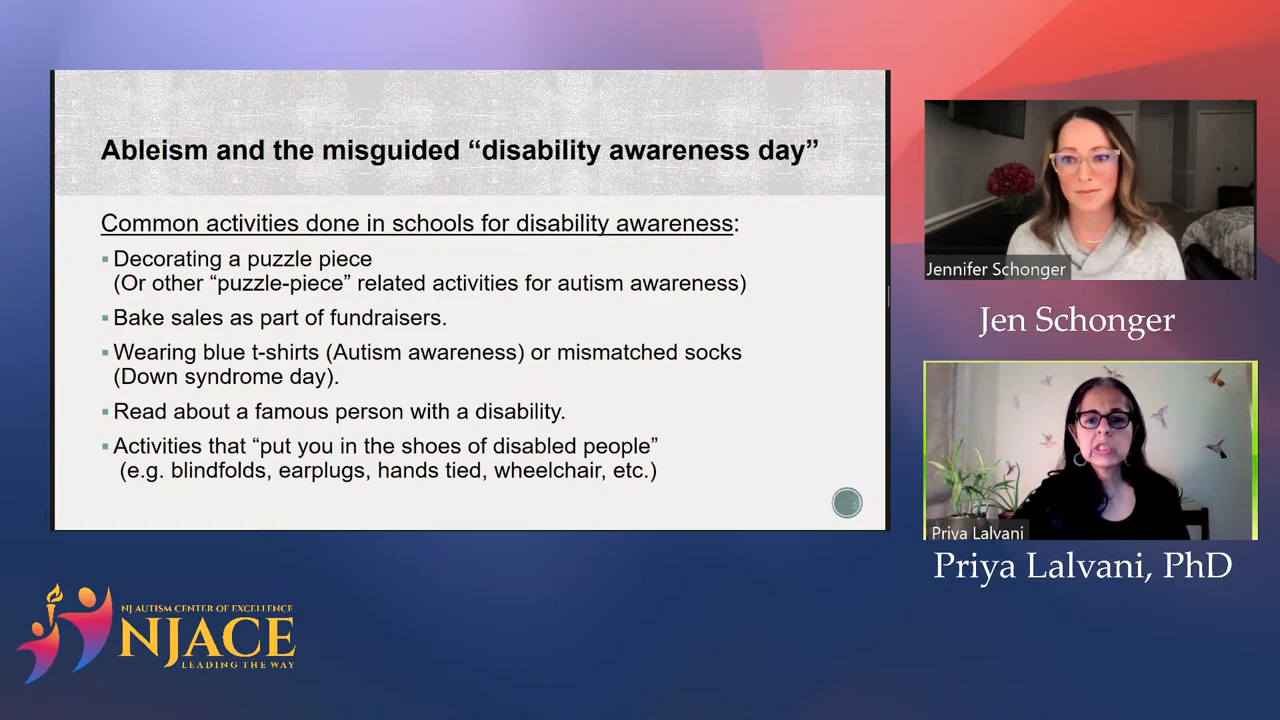 Ableism and the misguided “disability awareness day”
Common activities done in schools for disability awareness:
Decorating a puzzle piece
(Or other “puzzle-piece” related activities for autism awareness)
Bake sales as part of fundraisers.
Wearing blue t-shirts (Autism awareness) or mismatched socks
(Down syndrome day).
Read about a famous person with a disability.
Activities that “put you in the shoes of disabled people”
(e.g. blindfolds, earplugs, hands tied, wheelchair, etc.)
Jennifer Schonger
Jen Schonger
Priya Lalvani
Priya Lalvani, PhD
NJ AUTISM CENTER OF EXCELLENCE
NJACE
LEADING THE WAY